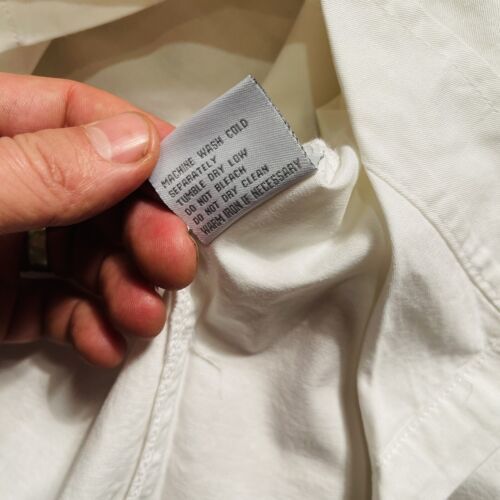 MACHINE WASH COLD
SEPARATELY
TUMBLE DRY LOW
DO NOT BLEACH
DO NOT DRY CLEAN
WARM IRON IF NECESSARY